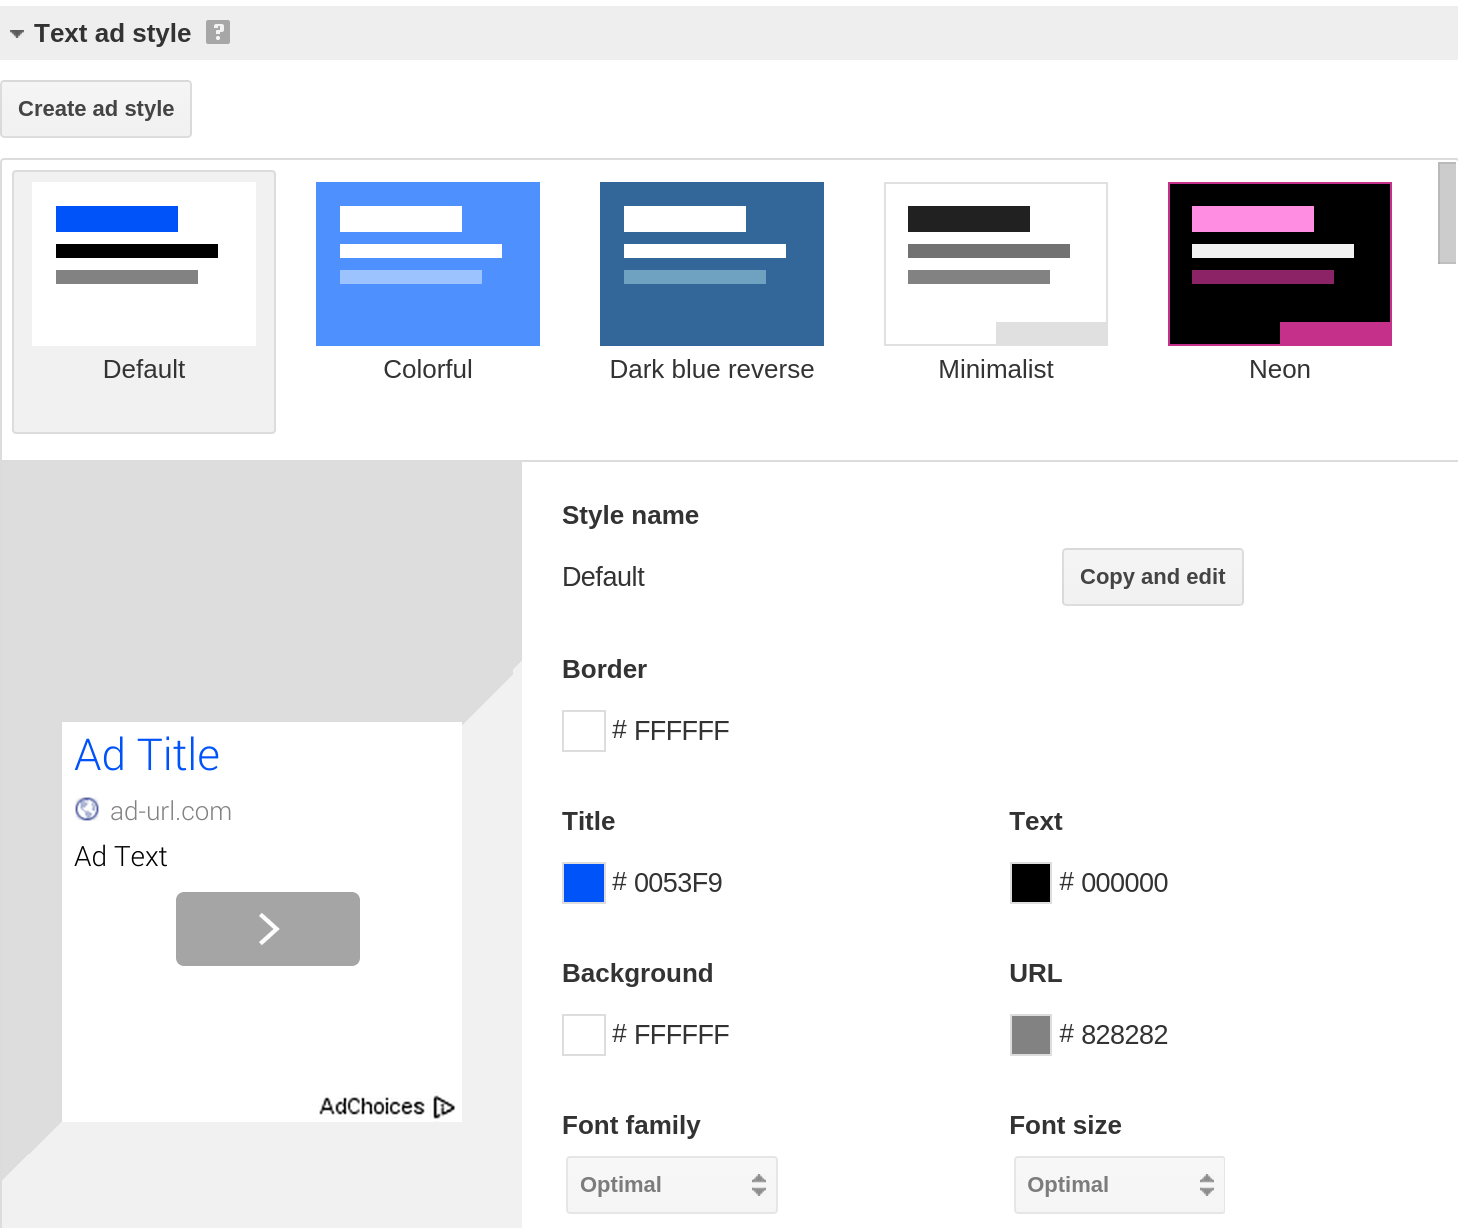 Text ad style ?
Create ad style
Default
Colorful
Dark blue reverse
Minimalist
Neon
Style name
Default
Copy and edit
Border
# FFFFFF
Ad Title
ad-url.com
Ad Text
AdChoices
Title
Text
# 0053F9
# 000000
Background
URL
# FFFFFF
# 828282
Font family
Font size
Optimal
Optimal